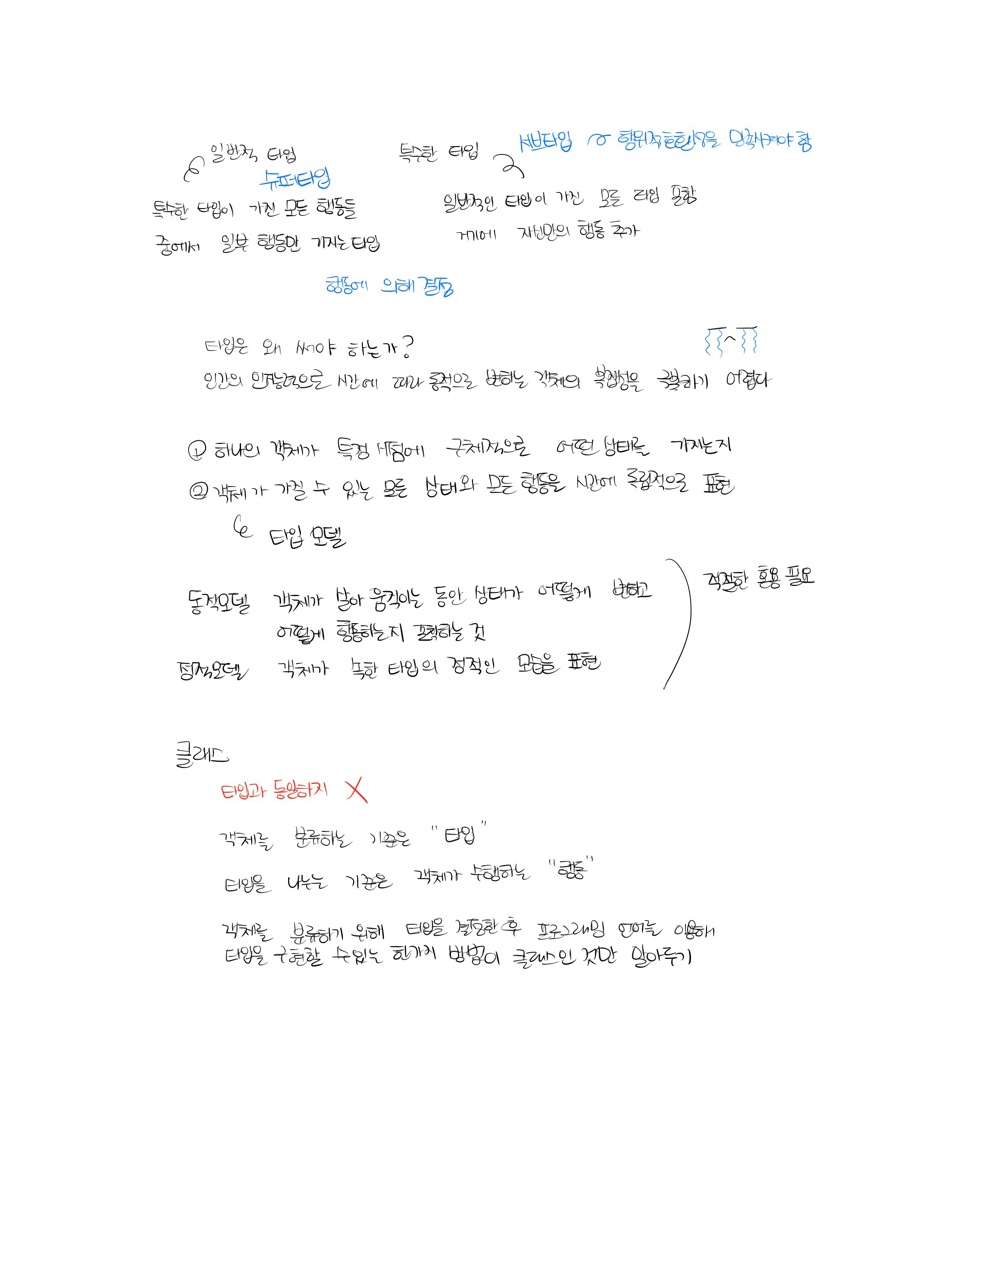 일반적 타입
슈퍼타입
특수한 타입이 가진 모든 행동들
중에서 일부 행동만 가지는 타입
특수한 타입
서브타입 행위적 호환성을 만족시켜야 함
일반적인 타입이 가진 모든 타입 포함
거기에 자신만의 행동 추가
행동에 의해 결정
타입은 왜 써야 하는가?
인간의 인지능력으로 시간에 따라 동적으로 변하는 객체의 복잡성을 극복하기 어렵다
① 하나의 객체가 특정 시점에 구체적으로 어떤 상태를 가지는지
② 객체가 가질 수 있는 모든 상태와 모든 행동을 시간에 독립적으로 표현
타입 모델
동적모델 객체가 살아 움직이는 동안 상태가 어떻게 변하고
어떻게 행동하는지 포착하는 것
정적모델 객체가 속한 타입의 정적인 모습을 표현
적절한 혼용 필요
클래스
타입과 동일하지 X
객체를 분류하는 기준은 "타입"
타입을 나누는 기준은 객체가 수행하는 "행동"
객체를 분류하기 위해 타입을 결정한 후 프로그래밍 언어를 이용해
타입을 구현할 수 있는 한가지 방법이 클래스인 것만 알아두기